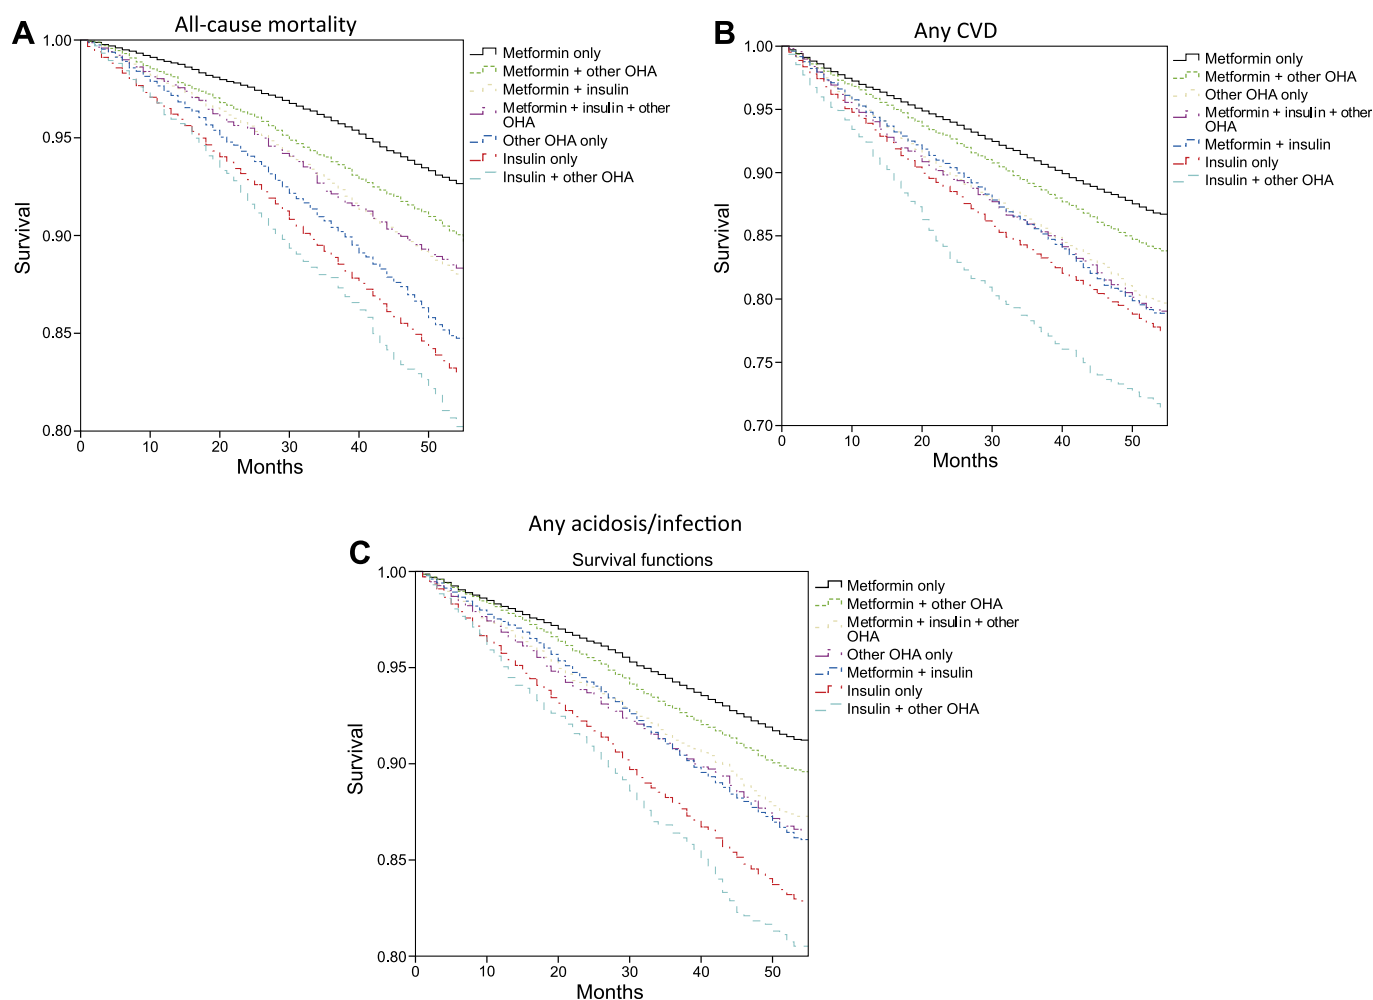 A
All-cause mortality
1.00
0.95
0.90
0.85
0.80
Survival
0
10
20
30
40
50
Months
Metformin only
Metformin + other OHA
Metformin + insulin
Metformin + insulin + other
OHA
Other OHA only
Insulin only
Insulin + other OHA
B
Any CVD
1.00
0.95
0.90
0.85
0.80
0.75
0.70
Survival
0
10
20
30
40
50
Months
Metformin only
Metformin + other OHA
Other OHA only
Metformin + insulin + other
OHA
Metformin + insulin
Insulin only
Insulin + other OHA
C
Any acidosis/infection
Survival functions
1.00
0.95
0.90
0.85
0.80
Survival
0
10
20
30
40
50
Months
Metformin only
Metformin + other OHA
Metformin + insulin + other
OHA
Other OHA only
Metformin + insulin
Insulin only
Insulin + other OHA